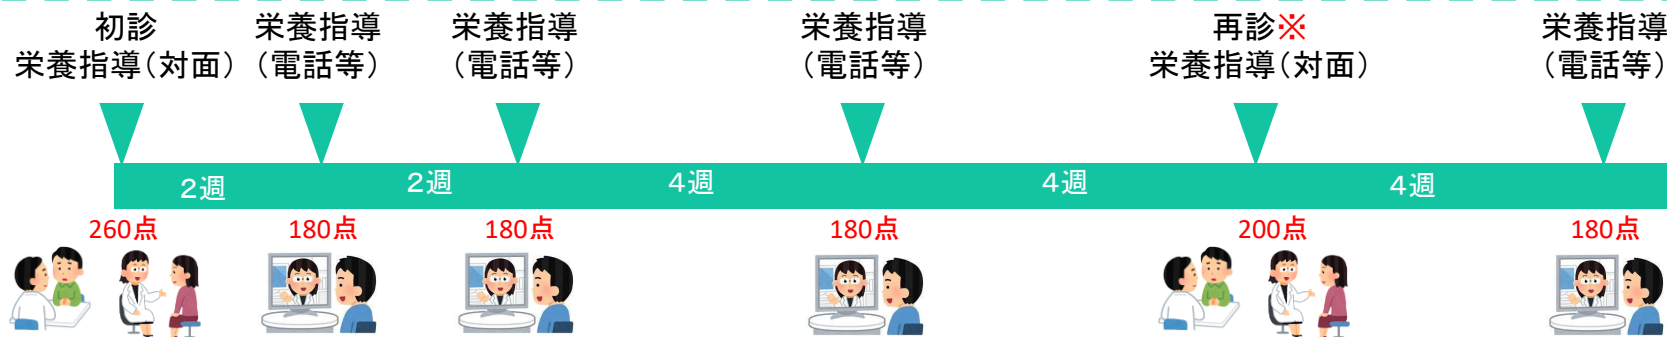 初診
栄養指導（対面）
栄養指導
（電話等）
栄養指導
（電話等）
栄養指導
（電話等）
再診※
栄養指導（対面）
栄養指導
（電話等）
２週
２週
４週
４週
４週
260点
180点
180点
180点
200点
180点